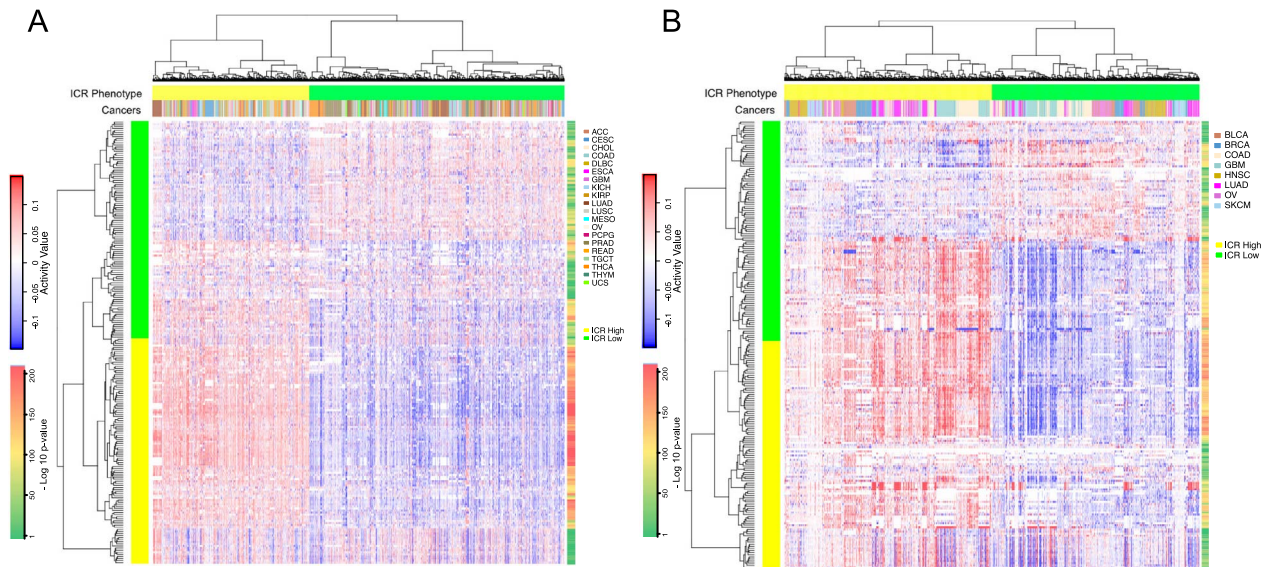 A
ICR Phenotype
Cancers
ACC
CESC
CHOL
COAD
DLBC
ESCA
GBM
KICH
KIRP
LUAD
LUSC
MESO
OV
PCPG
PRAD
READ
TGCT
THCA
THYM
UCS
ICR High
ICR Low
0.1
0.05
0
-0.05
-0.1
Activity Value
200
150
100
50
1
- Log 10 p-value
B
ICR Phenotype
Cancers
BLCA
BRCA
COAD
GBM
HNSC
LUAD
OV
SKCM
ICR High
ICR Low
0.1
0.05
0
-0.05
-0.1
Activity Value
200
150
100
50
1
- Log 10 p-value